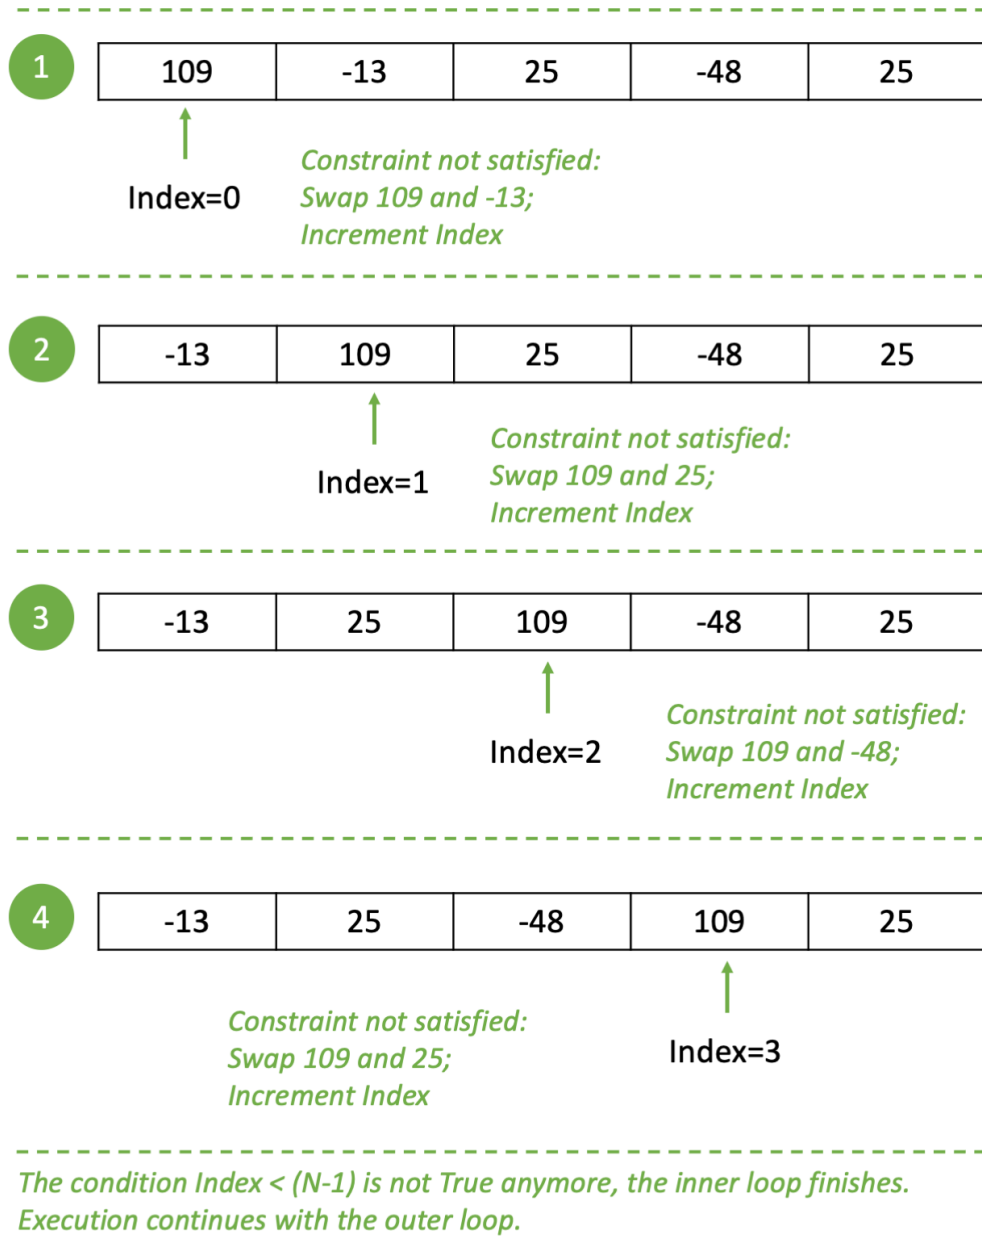 1 109 -13 25 -48 25
Index=0
Constraint not satisfied:
Swap 109 and -13;
Increment Index
2 -13 109 25 -48 25
Index=1
Constraint not satisfied:
Swap 109 and 25;
Increment Index
3 -13 25 109 -48 25
Index=2
Constraint not satisfied:
Swap 109 and -48;
Increment Index
4 -13 25 -48 109 25
Constraint not satisfied:
Swap 109 and 25;
Increment Index
Index=3
The condition Index < (N-1) is not True anymore, the inner loop finishes.
Execution continues with the outer loop.